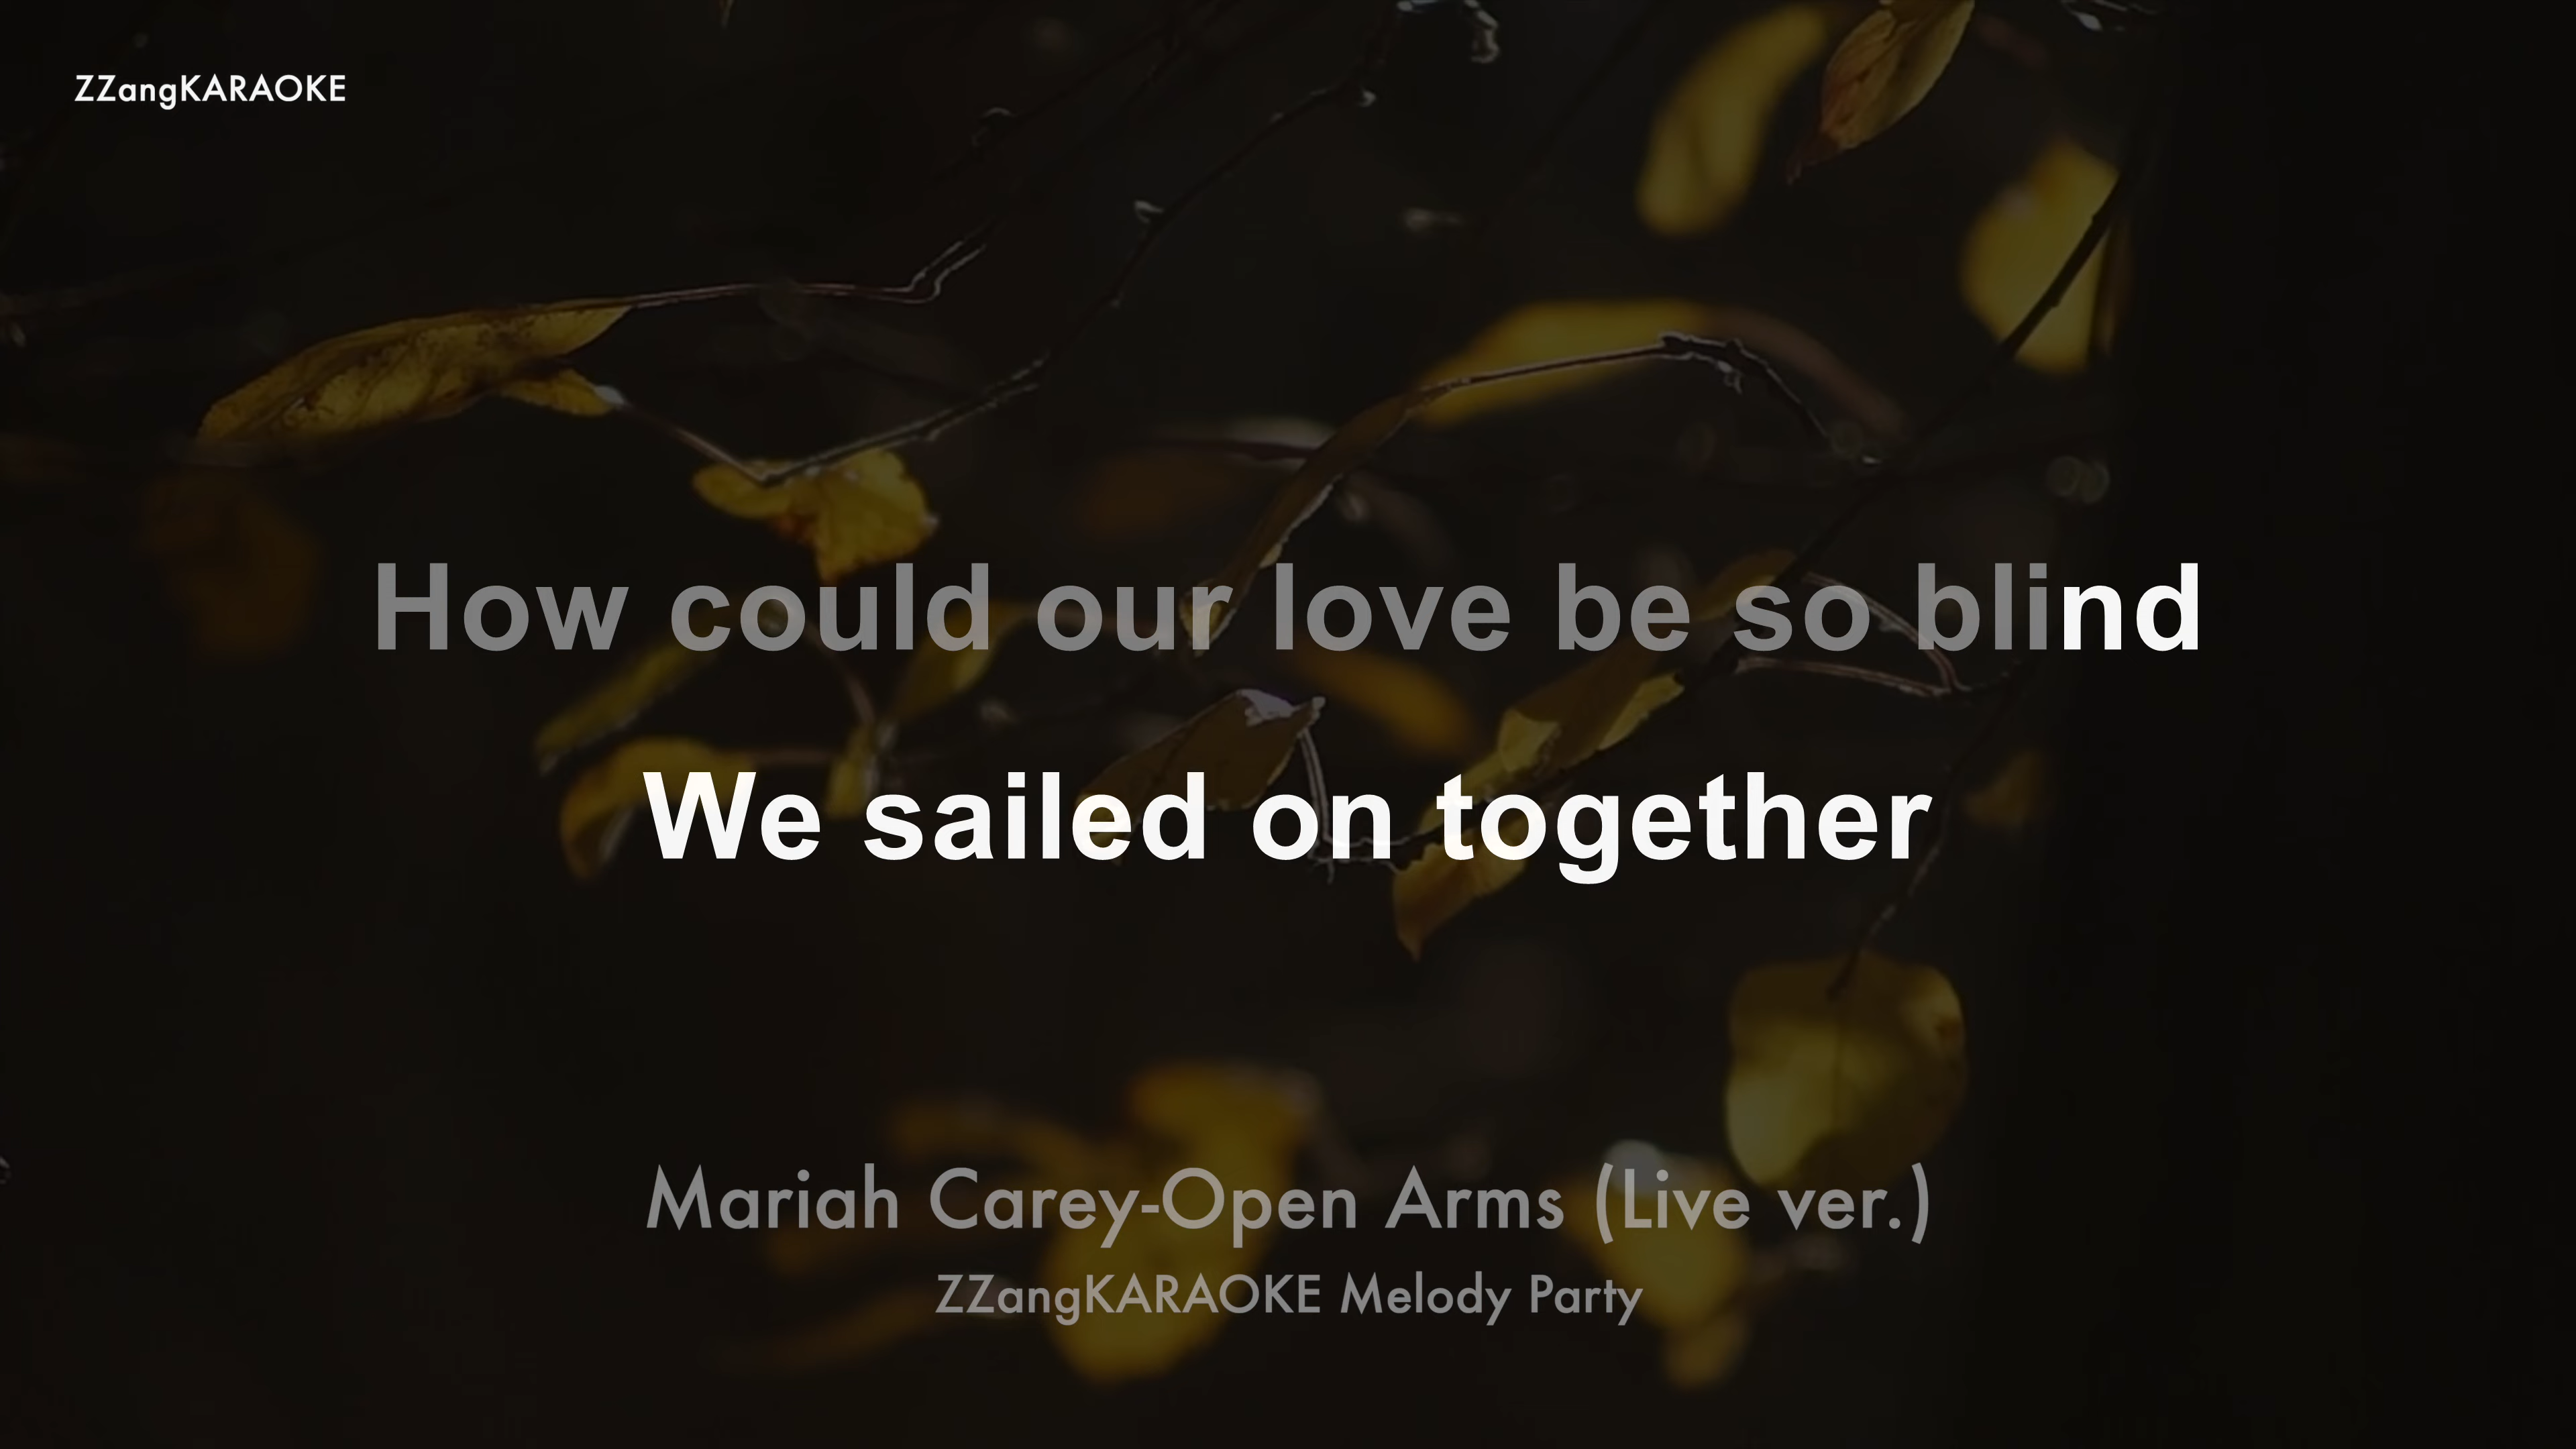 ZZangKARAOKE
How could our love be so blind
We sailed on together
Mariah Carey-Open Arms (Live ver.)
ZZangKARAOKE Melody Party